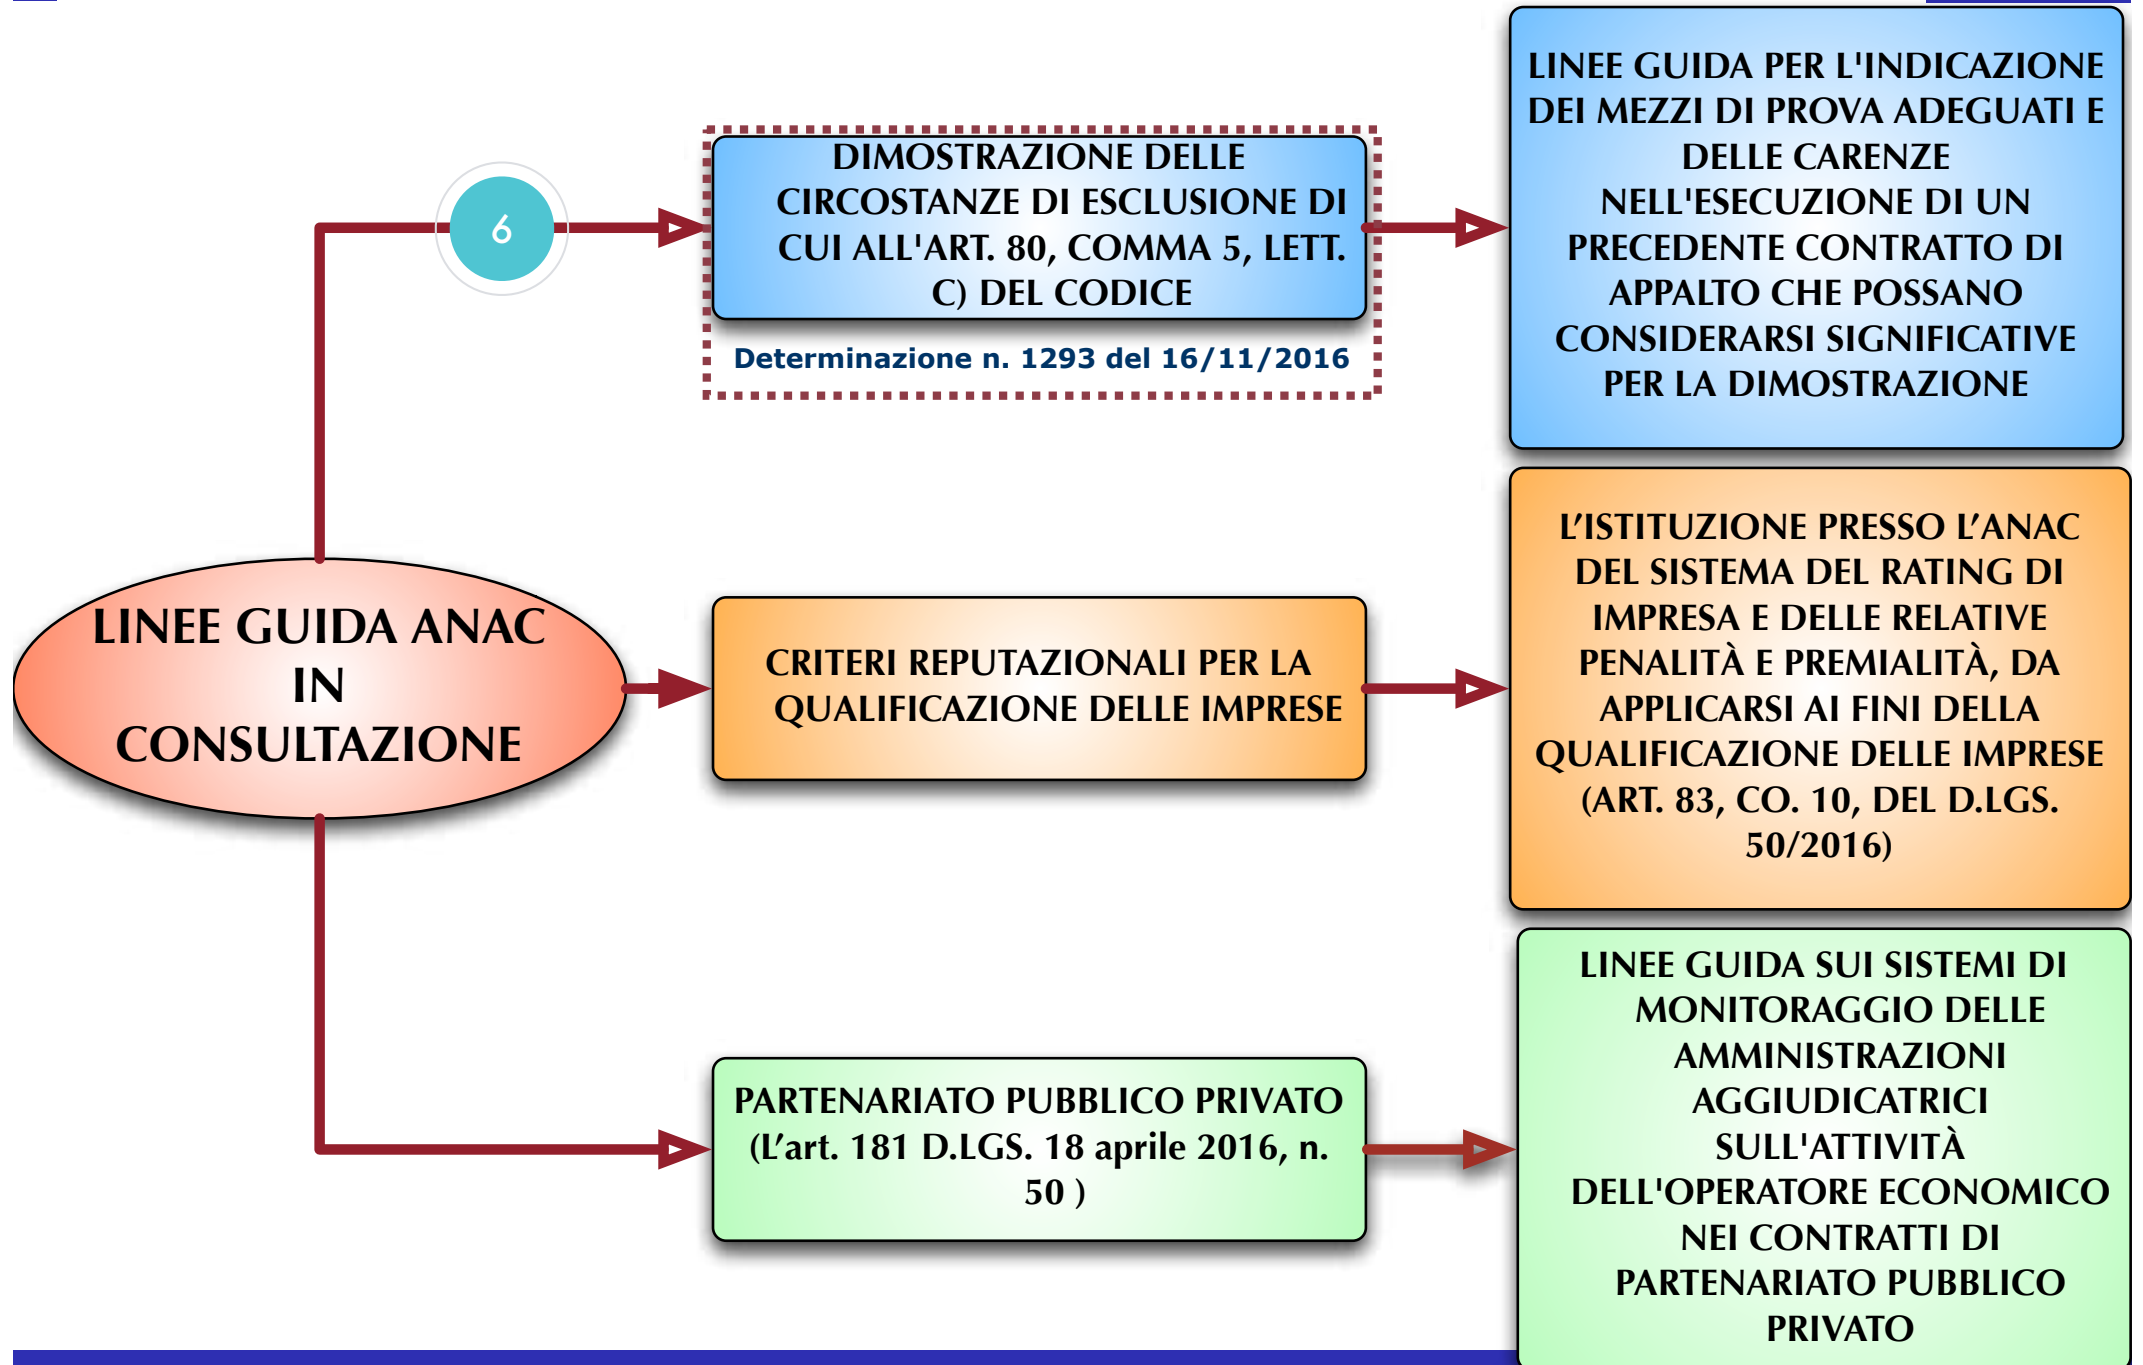 LINEE GUIDA ANAC
IN
CONSULTAZIONE
6
DIMOSTRAZIONE DELLE
CIRCOSTANZE DI ESCLUSIONE DI
CUI ALL'ART. 80, COMMA 5, LETT.
C) DEL CODICE
Determinazione n. 1293 del 16/11/2016
LINEE GUIDA PER L'INDICAZIONE
DEI MEZZI DI PROVA ADEGUATI E
DELLE CARENZE
NELL'ESECUZIONE DI UN
PRECEDENTE CONTRATTO DI
APPALTO CHE POSSANO
CONSIDERARSI SIGNIFICATIVE
PER LA DIMOSTRAZIONE
CRITERI REPUTAZIONALI PER LA
QUALIFICAZIONE DELLE IMPRESE
L’ISTITUZIONE PRESSO L’ANAC
DEL SISTEMA DEL RATING DI
IMPRESA E DELLE RELATIVE
PENALITÀ E PREMIALITÀ, DA
APPLICARSI AI FINI DELLA
QUALIFICAZIONE DELLE IMPRESE
(ART. 83, CO. 10, DEL D.LGS.
50/2016)
PARTENARIATO PUBBLICO PRIVATO
(L’art. 181 D.LGS. 18 aprile 2016, n.
50 )
LINEE GUIDA SUI SISTEMI DI
MONITORAGGIO DELLE
AMMINISTRAZIONI
AGGIUDICATRICI
SULL'ATTIVITÀ
DELL'OPERATORE ECONOMICO
NEI CONTRATTI DI
PARTENARIATO PUBBLICO
PRIVATO